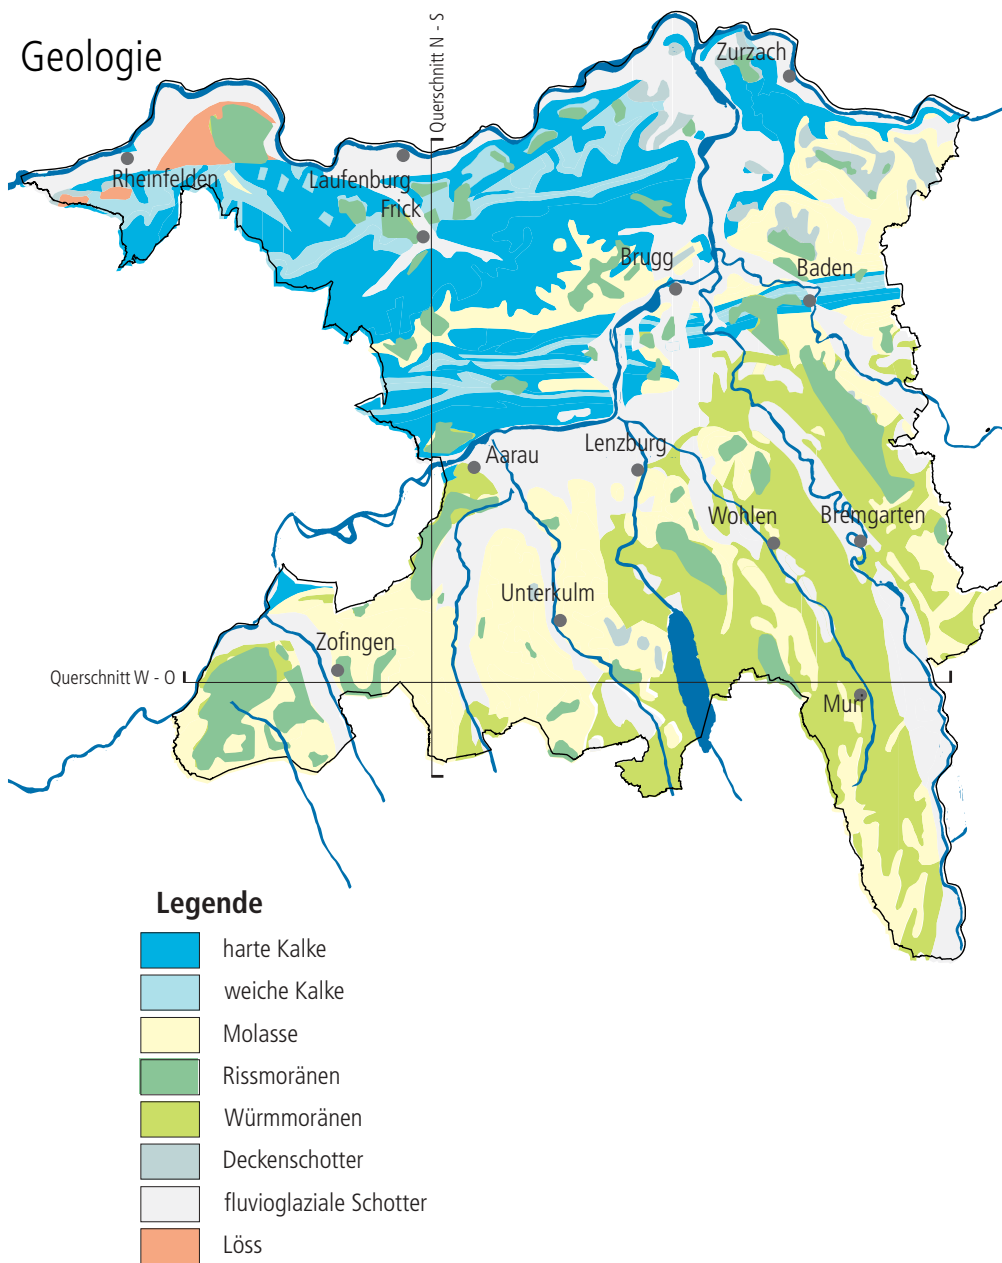 Geologie
Querschnitt N - S
Zurzach
Rheinfelden
Laufenburg
Frick
Brugg
Baden
Aarau
Lenzburg
Wohlen
Bremgarten
Unterkulm
Zofingen
Querschnitt W - O
Muri
Legende
harte Kalke
weiche Kalke
Molasse
Rissmoränen
Würmmoränen
Deckenschotter
fluvioglaziale Schotter
Löss